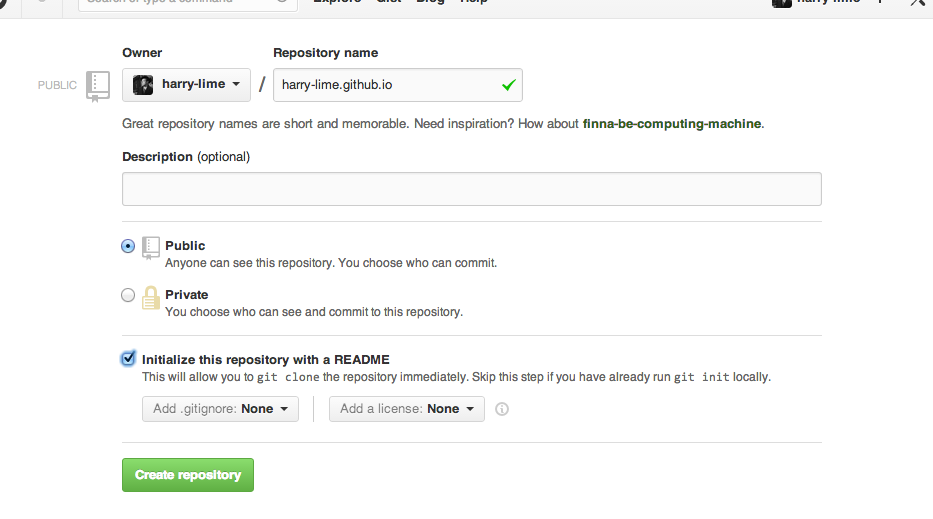 Search or type a command
Explore Gist Blog Help
harry-lime
Owner Repository name
PUBLIC harry-lime / harry-lime.github.io
Great repository names are short and memorable. Need inspiration? How about finna-be-computing-machine.
Description (optional)
Public
Anyone can see this repository. You choose who can commit.
Private
You choose who can see and commit to this repository.
Initialize this repository with a README
This will allow you to git clone the repository immediately. Skip this step if you have already run git init locally.
Add .gitignore: None Add a license: None
Create repository